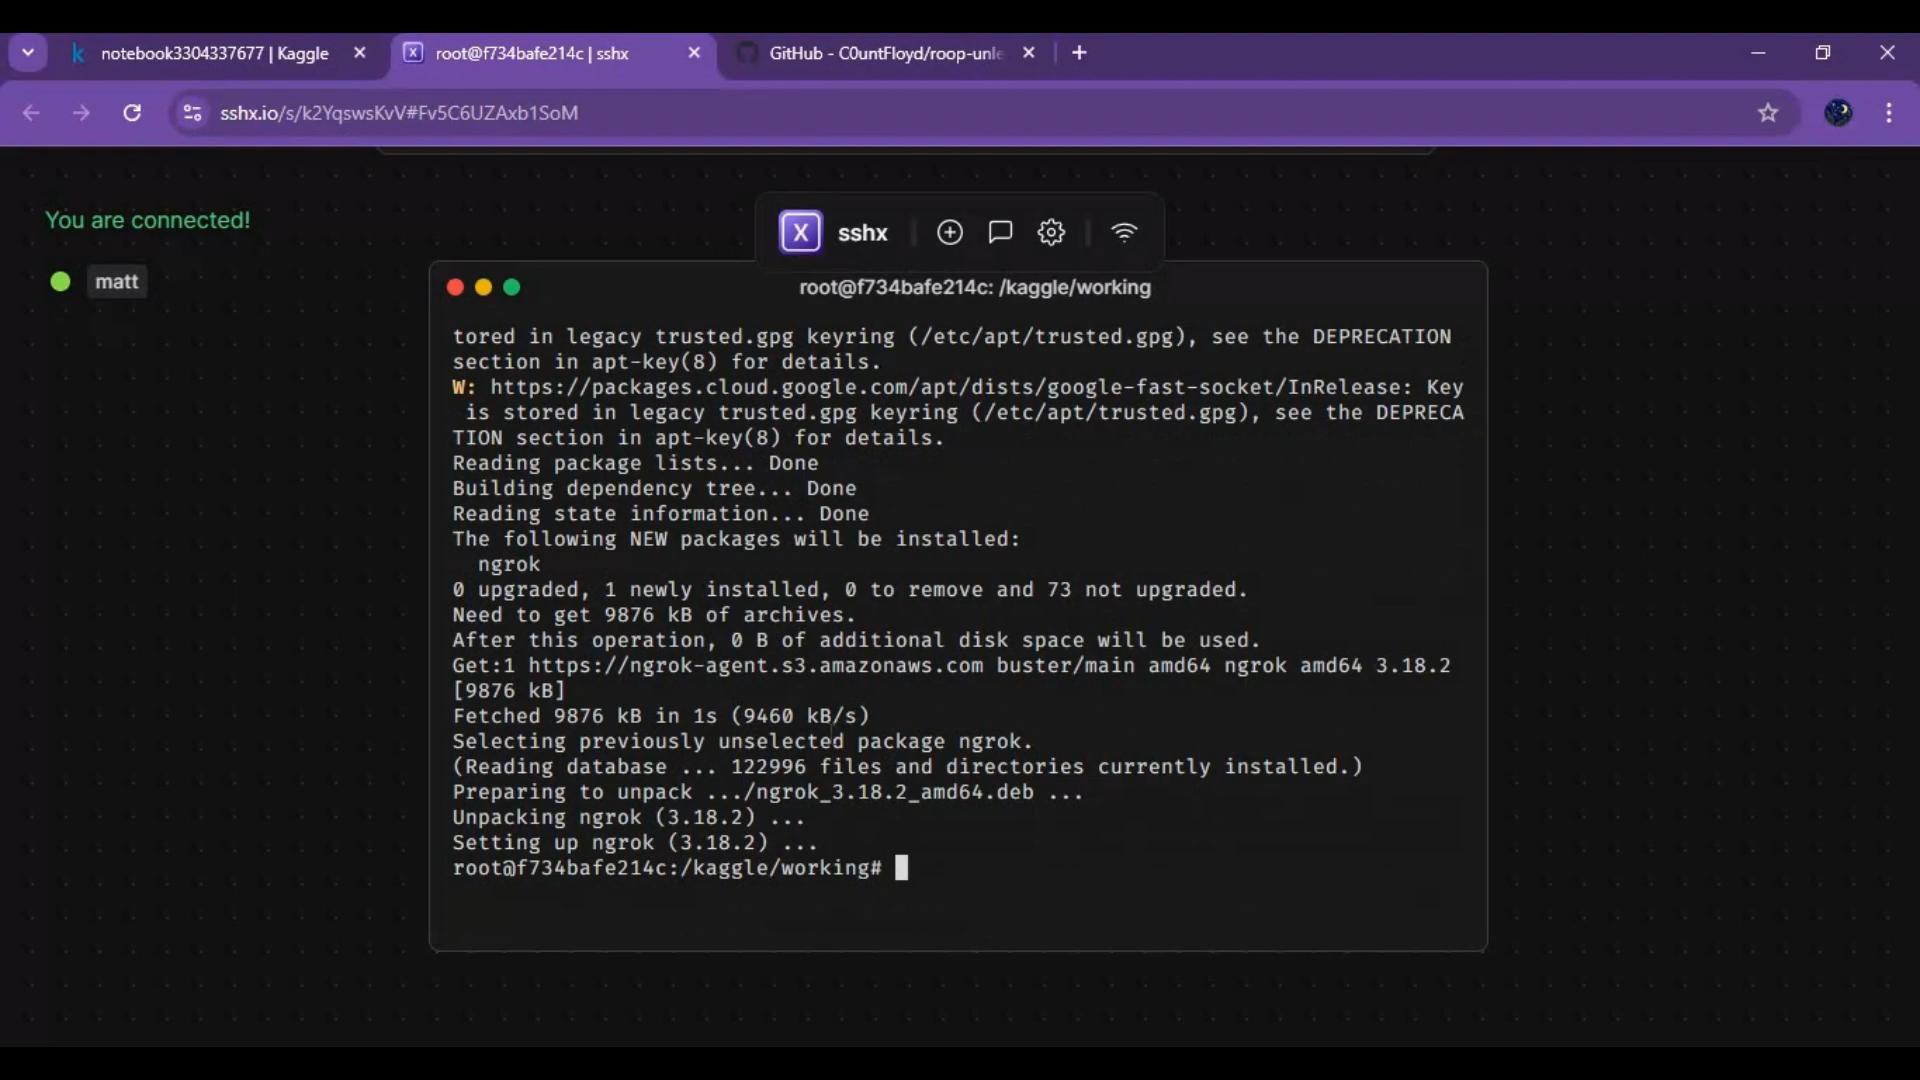 notebook3304337677 | Kaggle
root@f734bafe214c | sshx
GitHub - C0untFloyd/roop-unle
sshx.io/s/k2YqswsKvV#Fv5C6UZAxb1SoM
You are connected!
X sshx
matt
root@f734bafe214c: /kaggle/working
tored in legacy trusted.gpg keyring (/etc/apt/trusted.gpg), see the DEPRECATION
section in apt-key(8) for details.
W: https://packages.cloud.google.com/apt/dists/google-fast-socket/InRelease: Key
is stored in legacy trusted.gpg keyring (/etc/apt/trusted.gpg), see the DEPRECA
TION section in apt-key(8) for details.
Reading package lists... Done
Building dependency tree... Done
Reading state information... Done
The following NEW packages will be installed:
ngrok
0 upgraded, 1 newly installed, 0 to remove and 73 not upgraded.
Need to get 9876 kB of archives.
After this operation, 0 B of additional disk space will be used.
Get:1 https://ngrok-agent.s3.amazonaws.com buster/main amd64 ngrok amd64 3.18.2
[9876 kB]
Fetched 9876 kB in 1s (9460 kB/s)
Selecting previously unselected package ngrok.
(Reading database ... 122996 files and directories currently installed.)
Preparing to unpack .../ngrok_3.18.2_amd64.deb ...
Unpacking ngrok (3.18.2) ...
Setting up ngrok (3.18.2) ...
root@f734bafe214c:/kaggle/working#